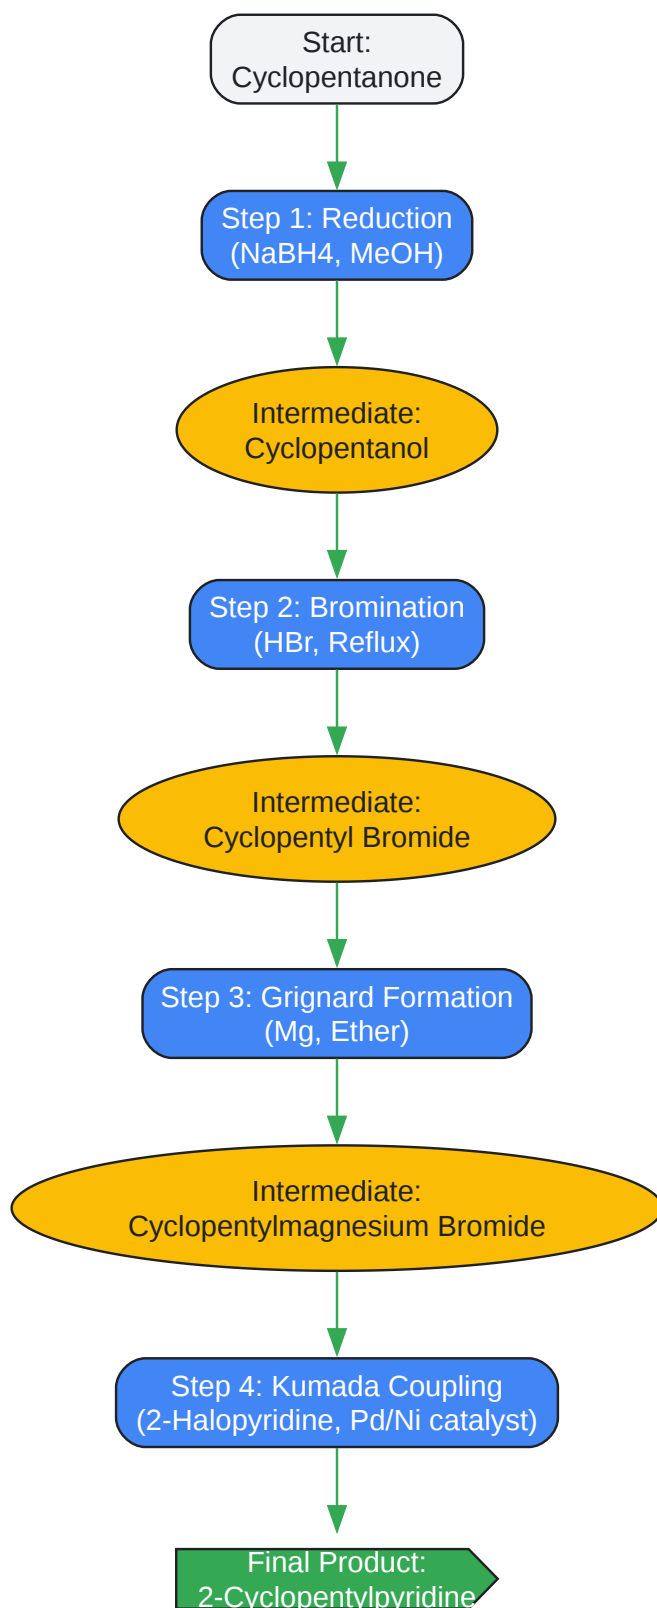 Start:
Cyclopentanone
Step 1: Reduction
(NaBH4, MeOH)
Intermediate:
Cyclopentanol
Step 2: Bromination
(HBr, Reflux)
Intermediate:
Cyclopentyl Bromide
Step 3: Grignard Formation
(Mg, Ether)
Intermediate:
Cyclopentylmagnesium Bromide
Step 4: Kumada Coupling
(2-Halopyridine, Pd/Ni catalyst)
Final Product:
2-Cyclopentylpyridine